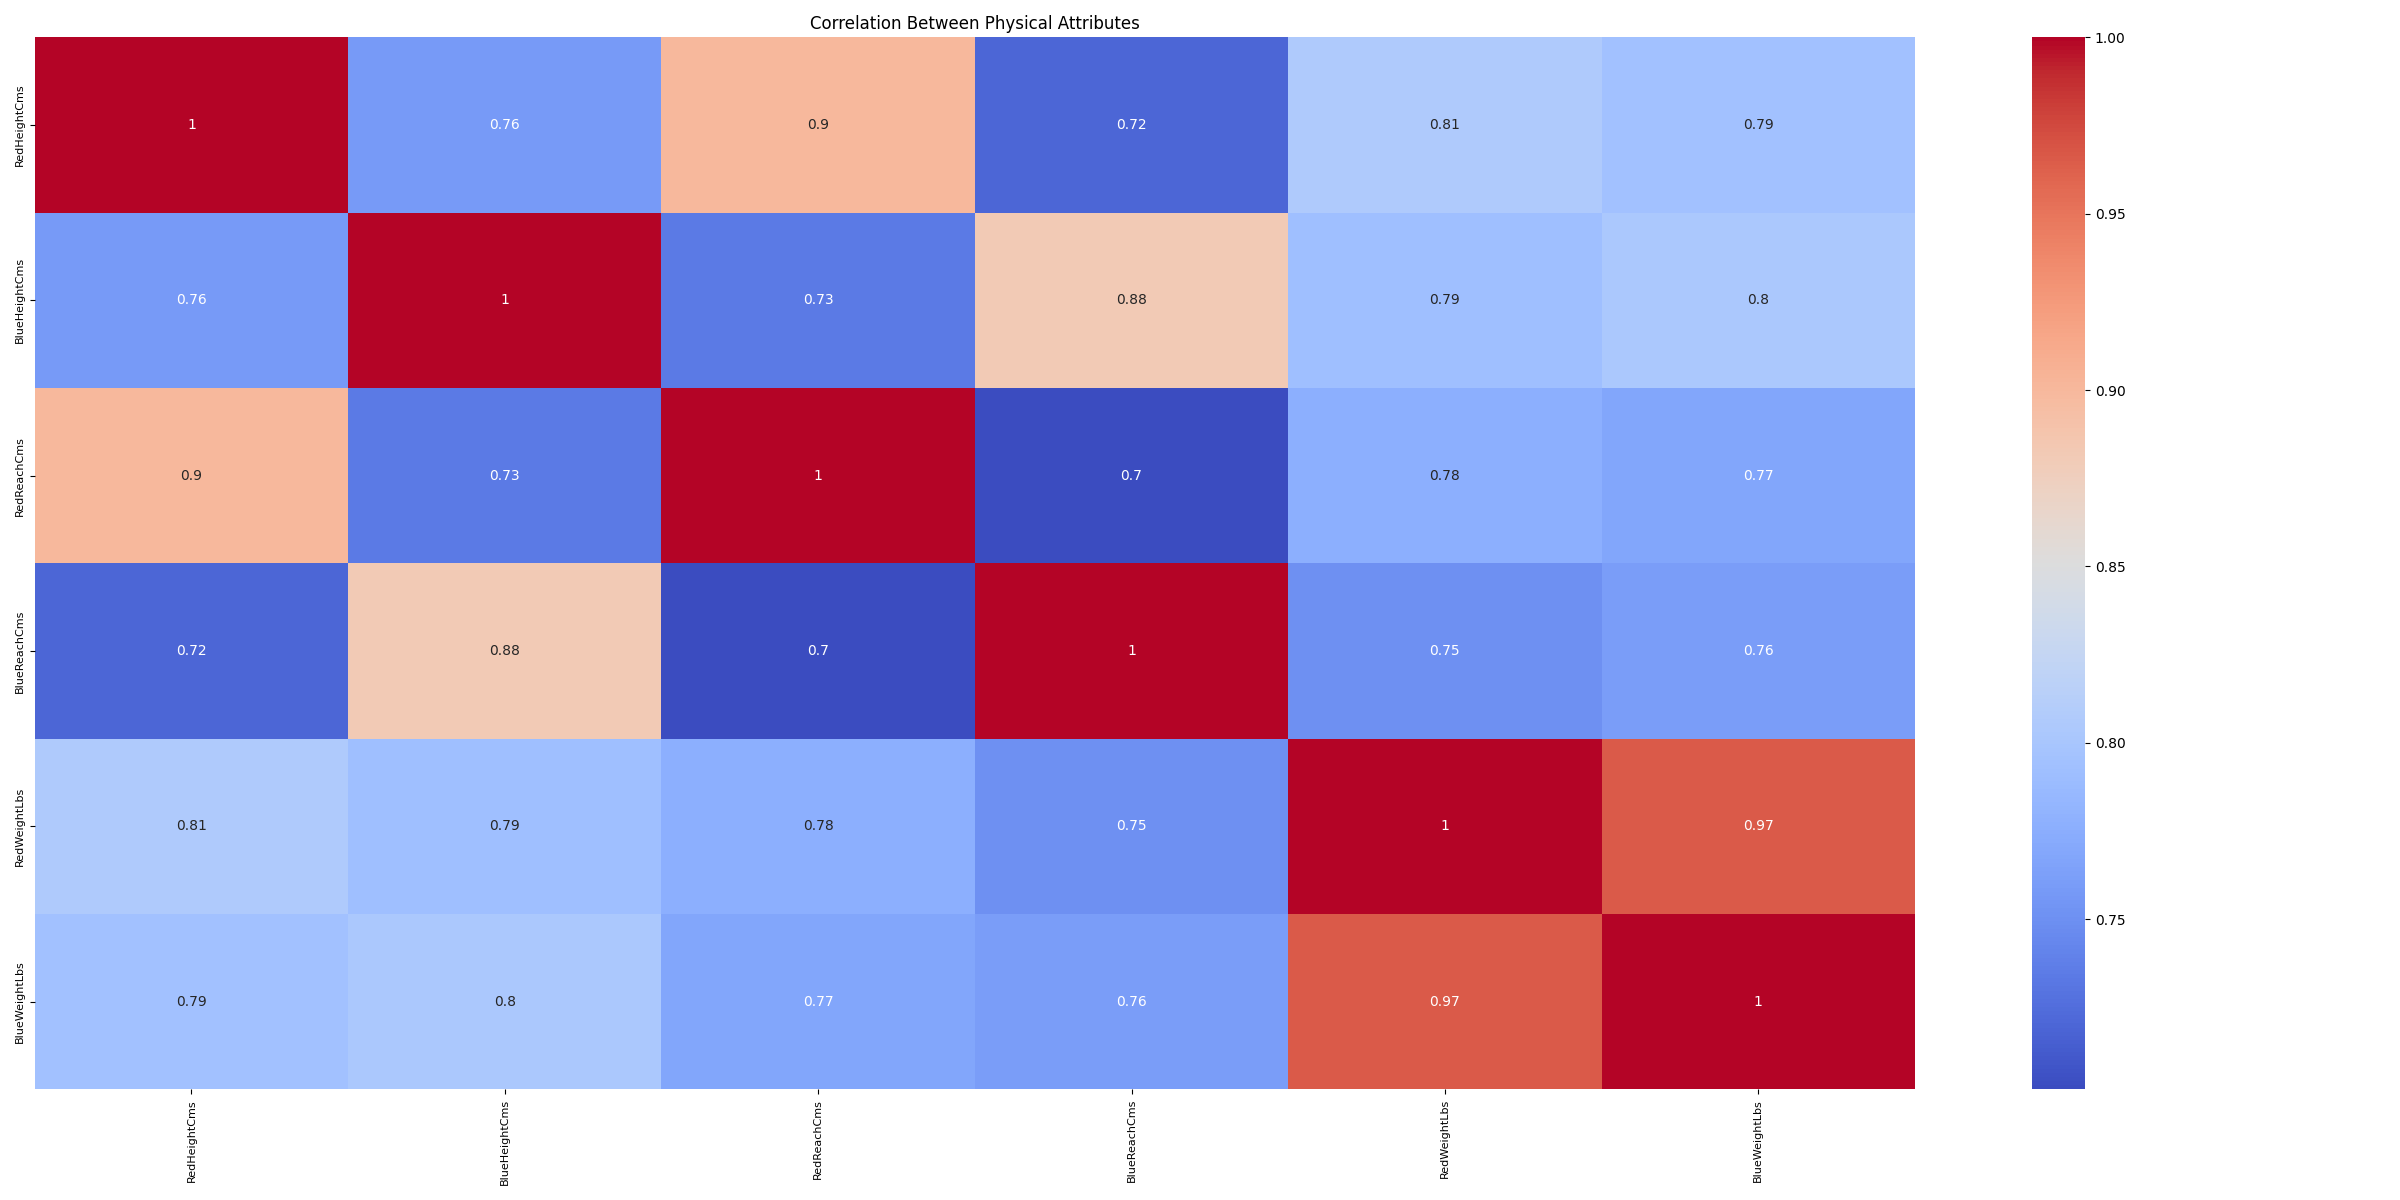 Correlation Between Physical Attributes
RedHeightCms 1 0.76 0.9 0.72 0.81 0.79
BlueHeightCms 0.76 1 0.73 0.88 0.79 0.8
RedReachCms 0.9 0.73 1 0.7 0.78 0.77
BlueReachCms 0.72 0.88 0.7 1 0.75 0.76
RedWeightLbs 0.81 0.79 0.78 0.75 1 0.97
BlueWeightLbs 0.79 0.8 0.77 0.76 0.97 1
RedHeightCms BlueHeightCms RedReachCms BlueReachCms RedWeightLbs BlueWeightLbs
1.00
0.95
0.90
0.85
0.80
0.75